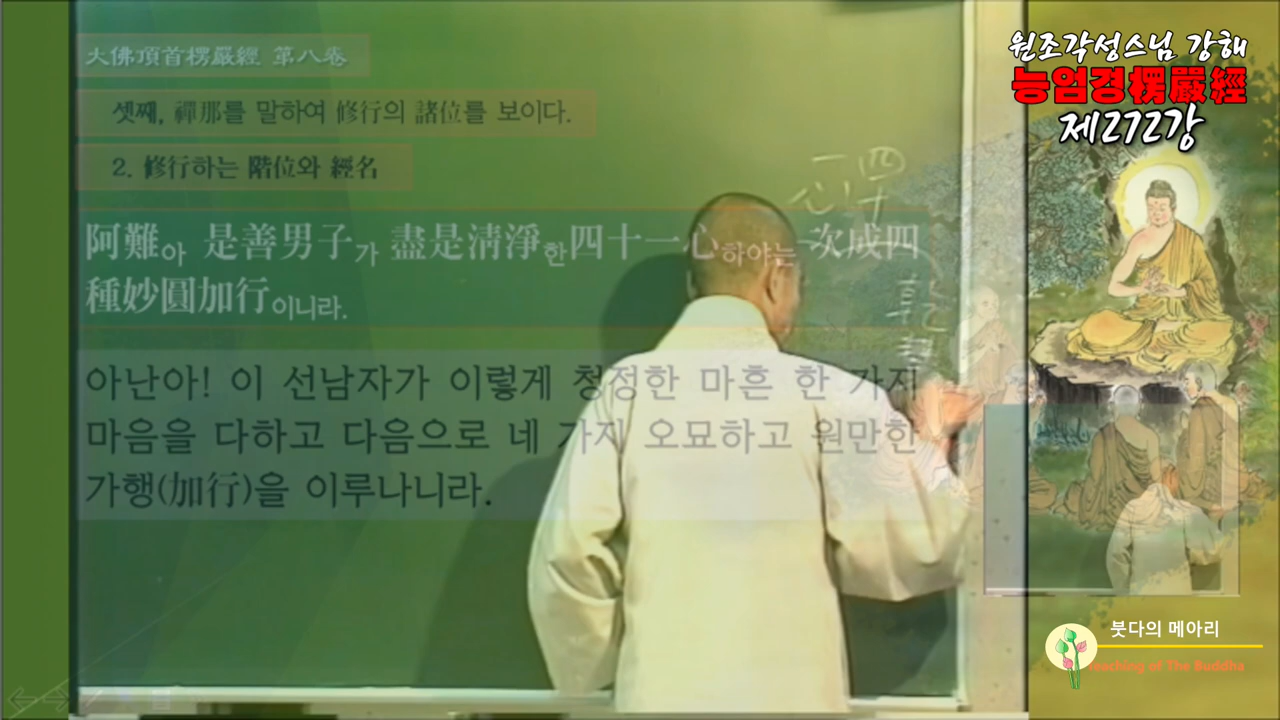 大佛頂首楞嚴經 第八卷
셋째, 禪那를 말하여 修行의 諸位를 보이다.
2. 修行하는 階位와 經名
阿難아 是善男子가 盡是淸淨한四十一心하야는 次成四
種妙圓加行이니라.
아난아! 이 선남자가 이렇게 청정한 마흔 한 가지
마음을 다하고 다음으로 네 가지 오묘하고 원만한
가행(加行)을 이루나니라.
四十
一心
乾
원조각성스님 강해
능엄경楞嚴經
제272강
붓다의 메아리
Teaching of The Buddha